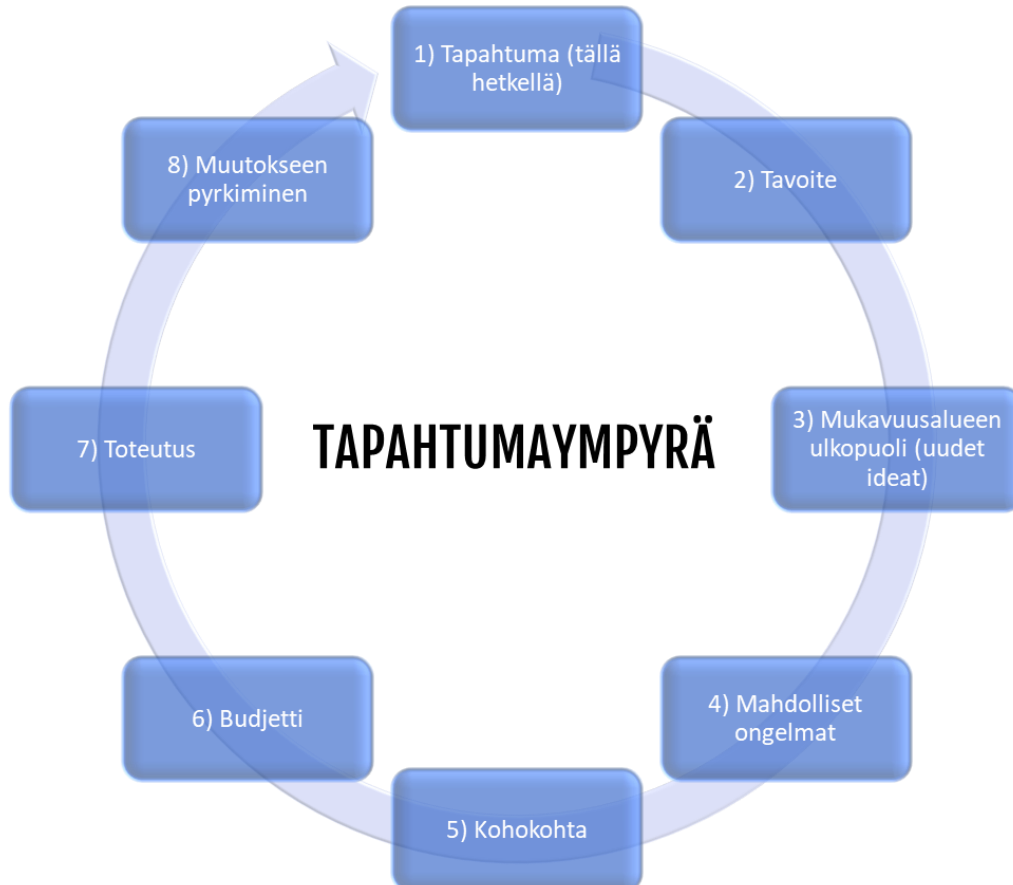 1) Tapahtuma (tällä
hetkellä)
2) Tavoite
3) Mukavuusalueen
ulkopuoli (uudet
ideat)
4) Mahdolliset
ongelmat
5) Kohokohta
6) Budjetti
7) Toteutus
8) Muutokseen
pyrkiminen
TAPAHTUMAYMPYRÄ